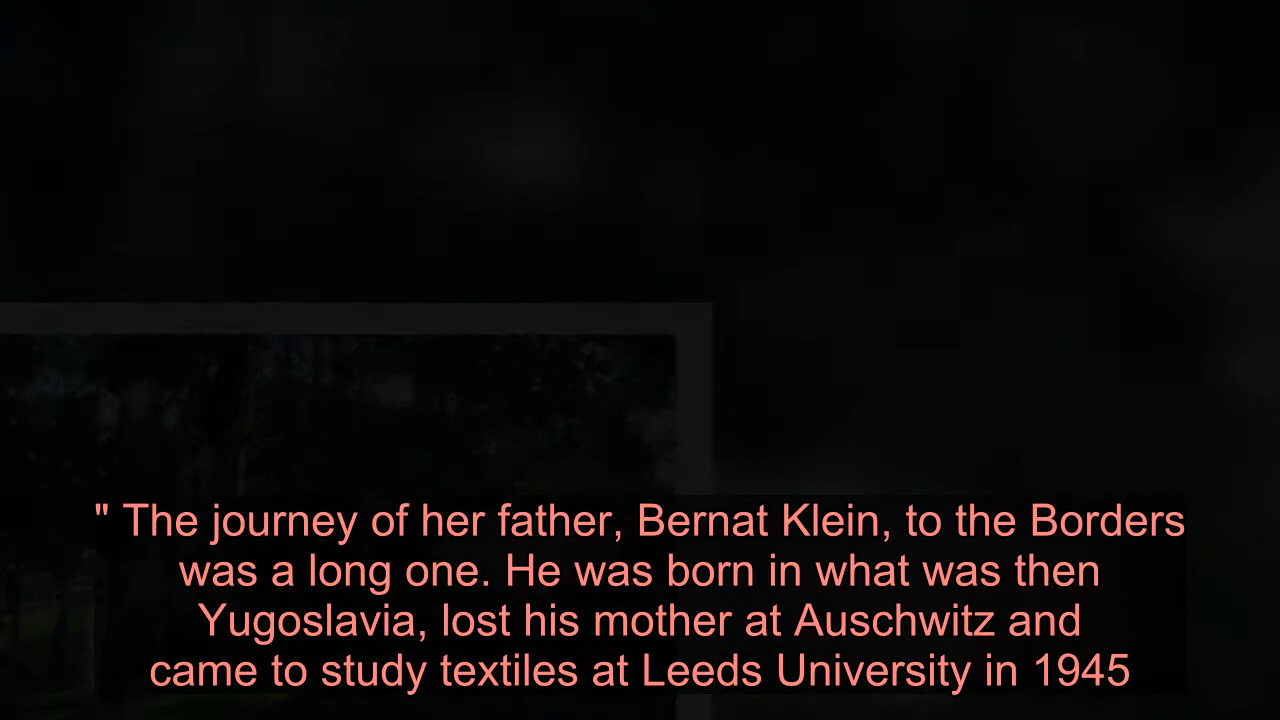 " The journey of her father, Bernat Klein, to the Borders
was a long one. He was born in what was then
Yugoslavia, lost his mother at Auschwitz and
came to study textiles at Leeds University in 1945